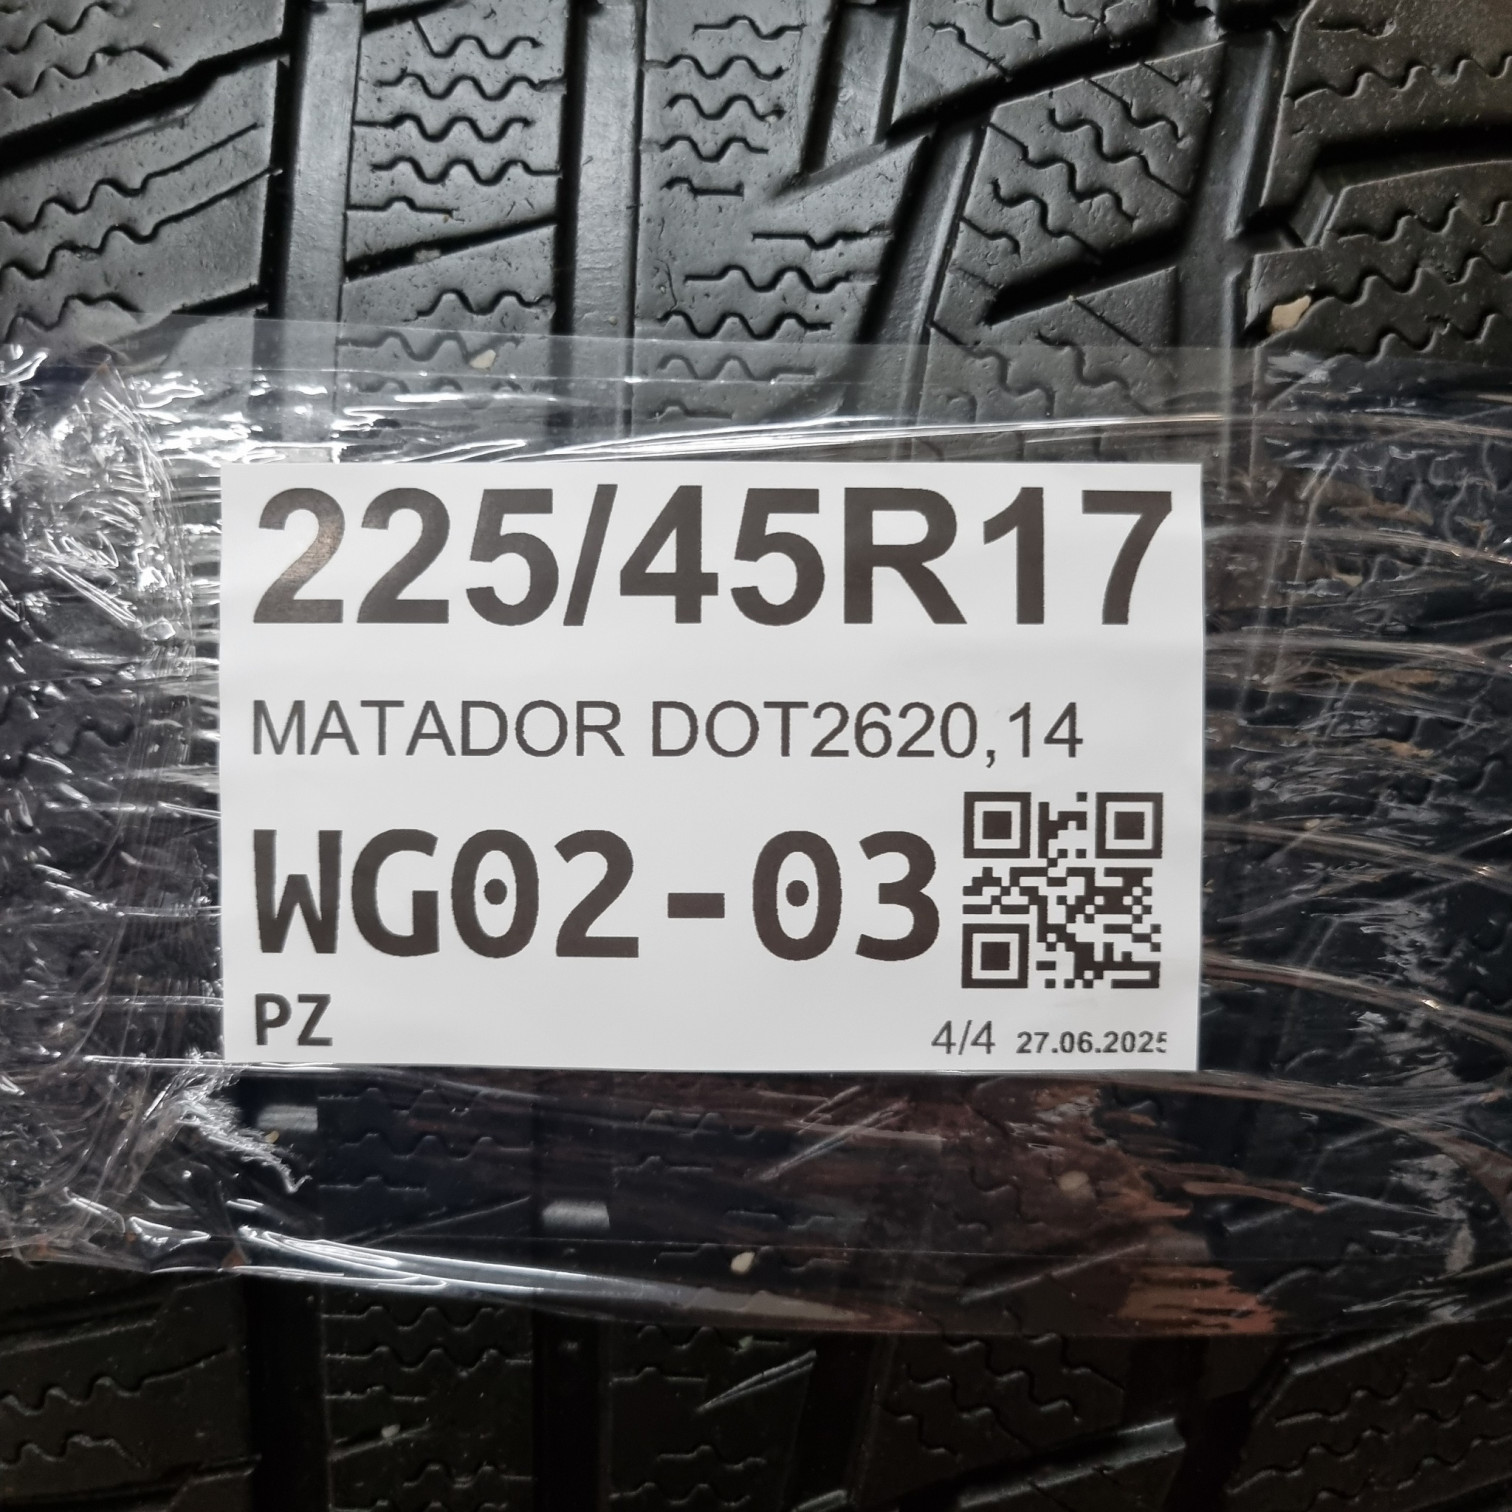 225/45R17
MATADOR DOT2620,14
WG02-03
PZ
4/4 27.06.2025